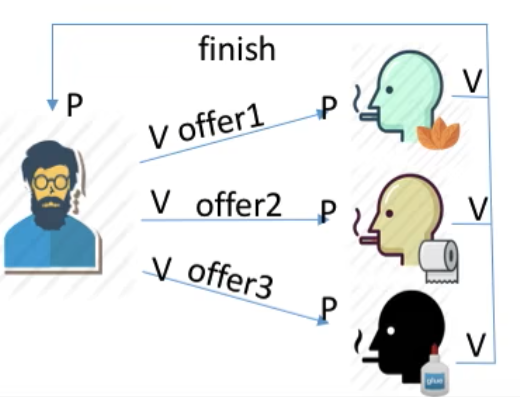 finish
P
V offer1 P
V
V offer2 P
V
V offer3 P
V
glue